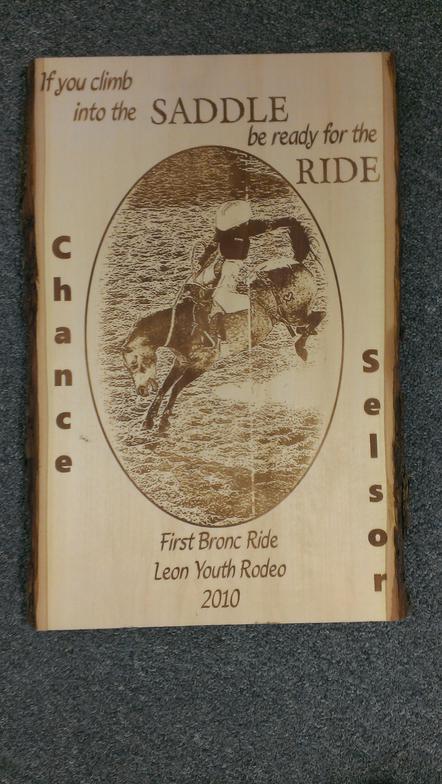 If you climb
into the SADDLE
be ready for the
RIDE
Chance
Selsor
First Bronc Ride
Leon Youth Rodeo
2010